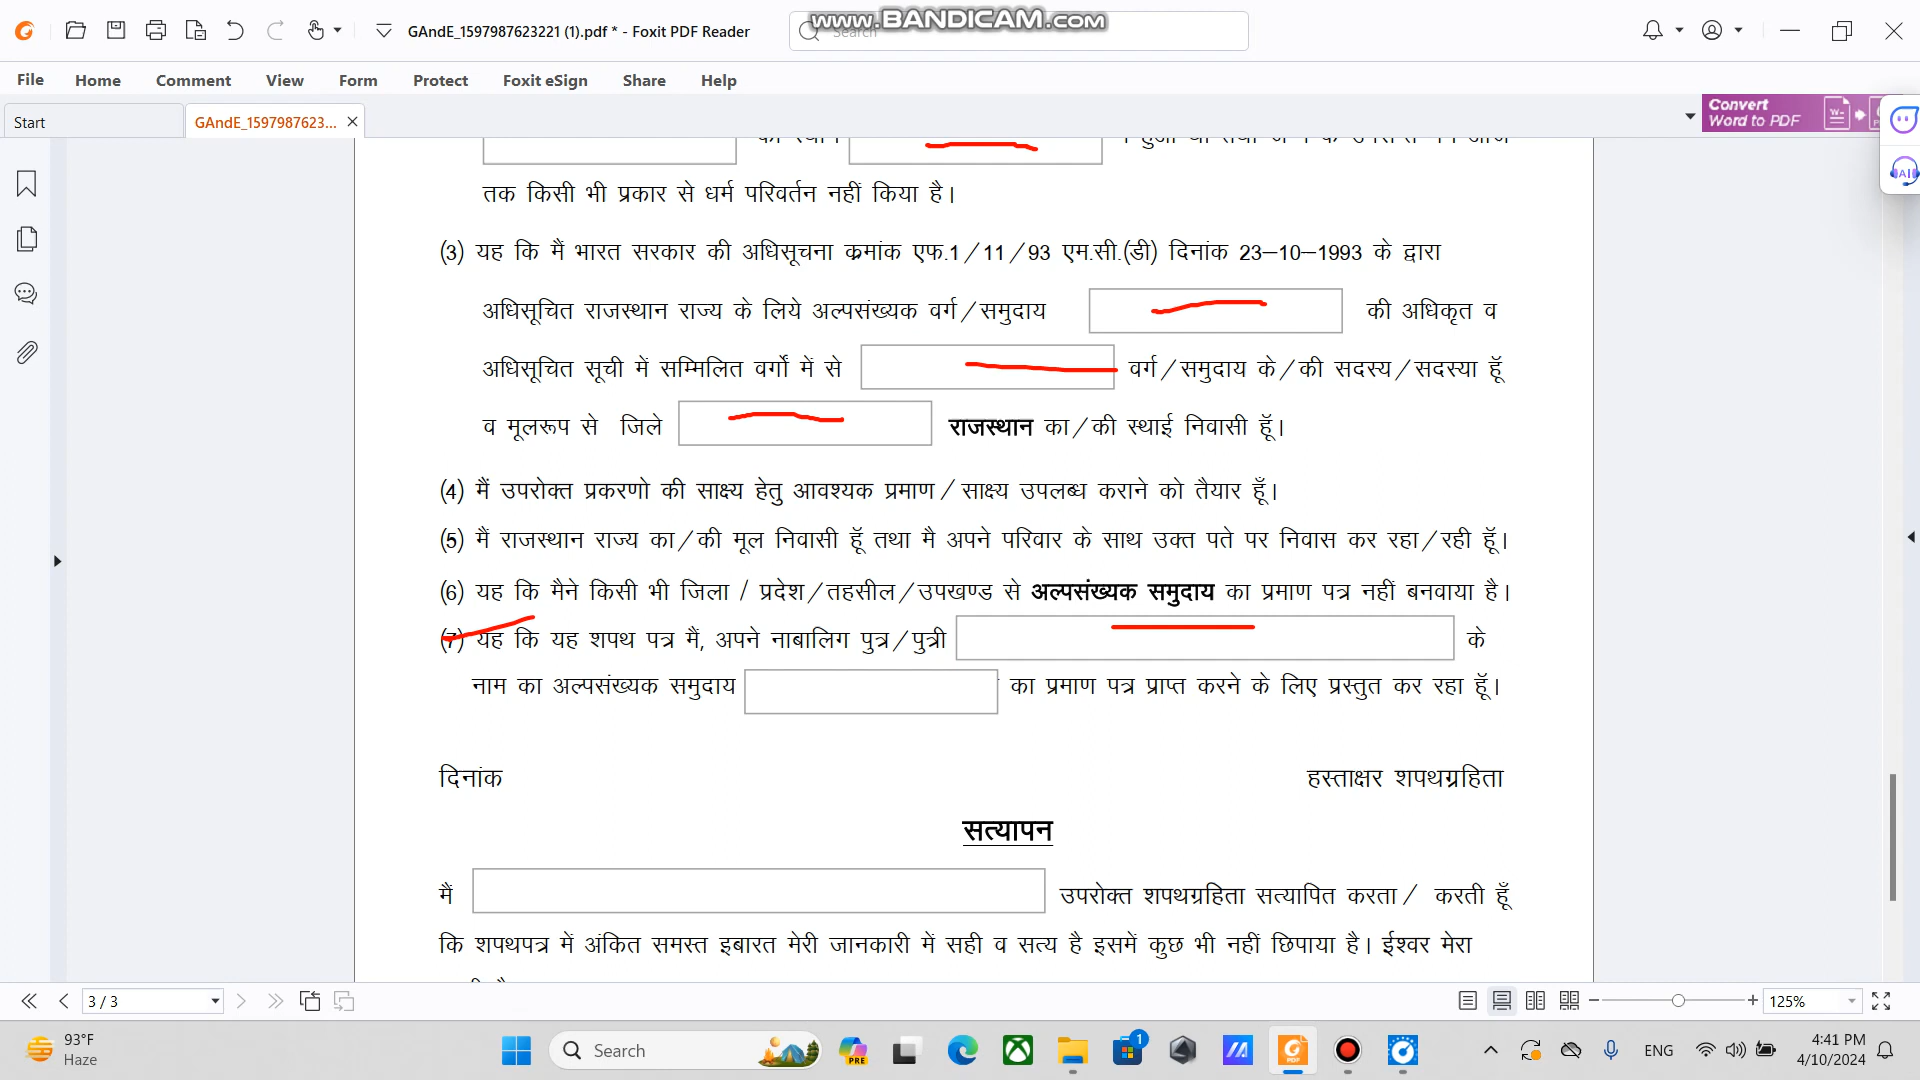 GAndE_1597987623221 (1).pdf * - Foxit PDF Reader
Search
www.BANDICAM.com
File Home Comment View Form Protect Foxit eSign Share Help
Start
GAndE_1597987623...
Convert
Word to PDF
तक किसी भी प्रकार से धर्म परिवर्तन नहीं किया है।
(3) यह कि मैं भारत सरकार की अधिसूचना क्रमांक एफ.1/11/93 एम.सी.(डी) दिनांक 23–10–1993 के द्वारा
अधिसूचित राजस्थान राज्य के लिये अल्पसंख्यक वर्ग/समुदाय की अधिकृत व
अधिसूचित सूची में सम्मिलित वर्गों में से वर्ग/समुदाय के/की सदस्य/सदस्या हूॅ
व मूलरूप से जिले राजस्थान का/की स्थाई निवासी हूॅ।
(4) मैं उपरोक्त प्रकरणो की साक्ष्य हेतु आवश्यक प्रमाण/साक्ष्य उपलब्ध कराने को तैयार हूँ।
(5) मैं राजस्थान राज्य का/की मूल निवासी हूॅ तथा मै अपने परिवार के साथ उक्त पते पर निवास कर रहा/रही हूॅ।
(6) यह कि मैने किसी भी जिला / प्रदेश/तहसील/उपखण्ड से अल्पसंख्यक समुदाय का प्रमाण पत्र नहीं बनवाया है।
(7) यह कि यह शपथ पत्र मैं, अपने नाबालिग पुत्र/पुत्री के
नाम का अल्पसंख्यक समुदाय का प्रमाण पत्र प्राप्त करने के लिए प्रस्तुत कर रहा हूॅ।
दिनांक हस्ताक्षर शपथग्रहिता
सत्यापन
मैं उपरोक्त शपथग्रहिता सत्यापित करता/ करती हूँ
कि शपथपत्र में अंकित समस्त इबारत मेरी जानकारी में सही व सत्य है इसमें कुछ भी नहीं छिपाया है। ईश्वर मेरा
3 / 3
125%
93°F
Haze
Search
PRE
1
ENG
4:41 PM
4/10/2024